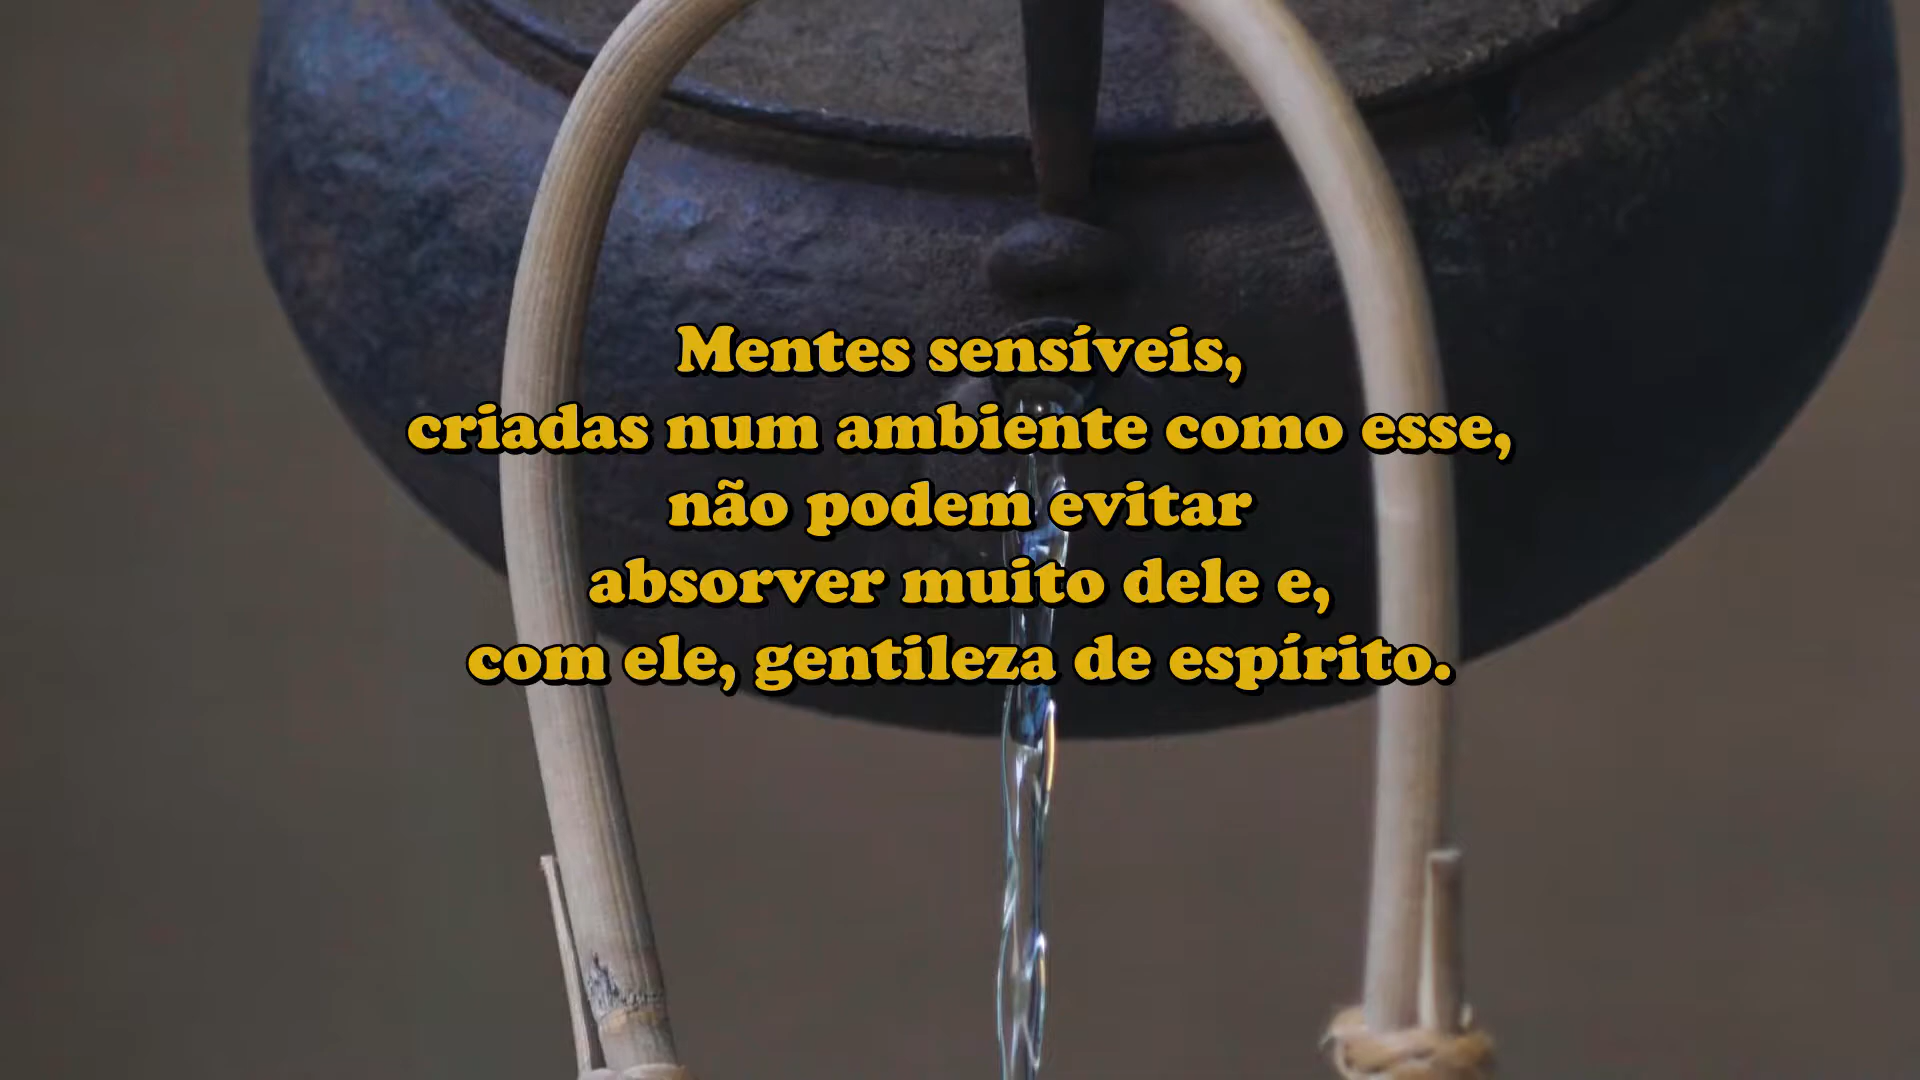 Mentes sensíveis,
criadas num ambiente como esse,
não podem evitar
absorver muito dele e,
com ele, gentileza de espírito.